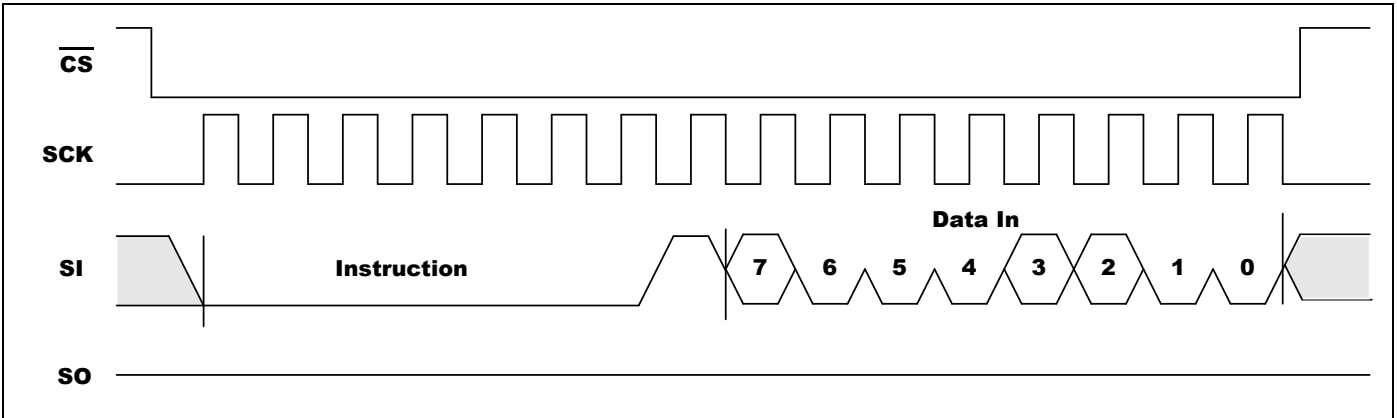 CS
SCK
Data In
SI Instruction 7 6 5 4 3 2 1 0
SO